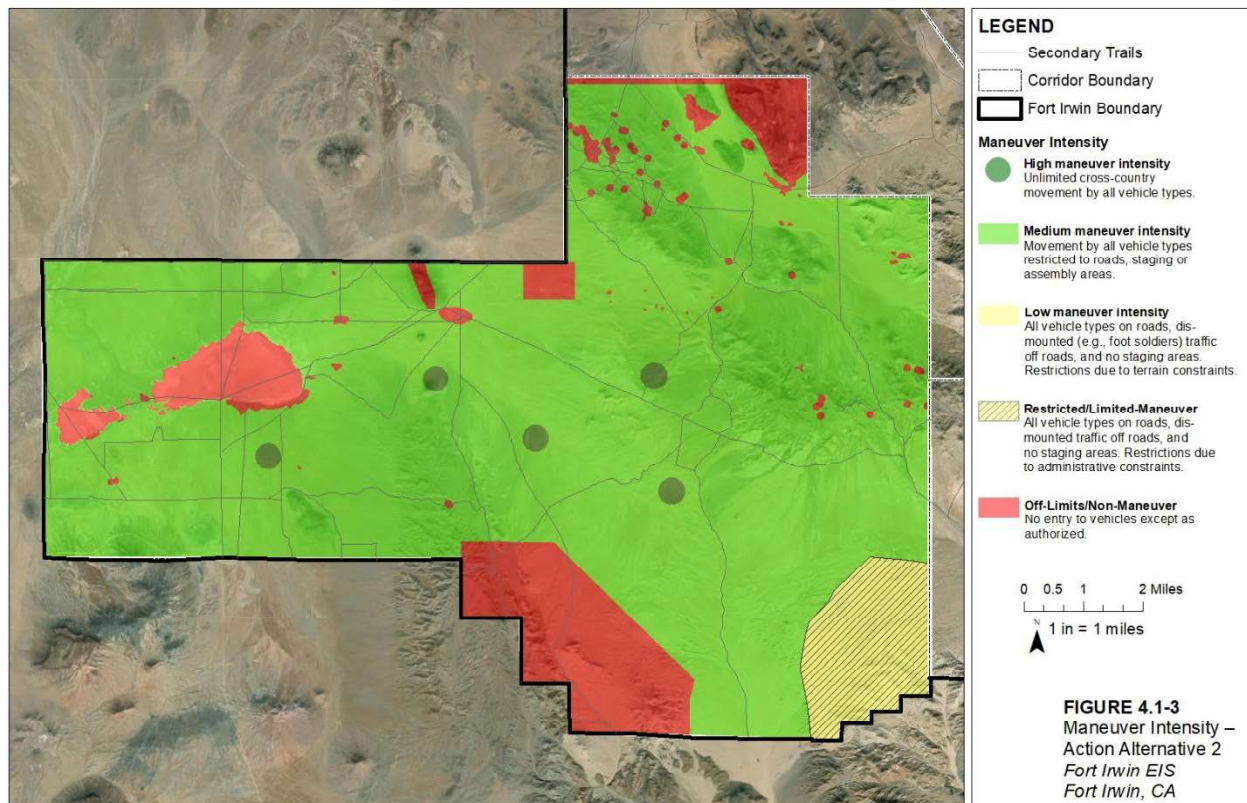 LEGEND
Secondary Trails
Corridor Boundary
Fort Irwin Boundary
Maneuver Intensity
High maneuver intensity
Unlimited cross-country
movement by all vehicle types.
Medium maneuver intensity
Movement by all vehicle types
restricted to roads, staging or
assembly areas.
Low maneuver intensity
All vehicle types on roads, dis-
mounted (e.g., foot soldiers) traffic
off roads, and no staging areas.
Restrictions due to terrain constraints.
Restricted/Limited-Maneuver
All vehicle types on roads, dis-
mounted traffic off roads, and
no staging areas. Restrictions due
to administrative constraints.
Off-Limits/Non-Maneuver
No entry to vehicles except as
authorized.
0 0.5 1 2 Miles
N
1 in = 1 miles
FIGURE 4.1-3
Maneuver Intensity –
Action Alternative 2
Fort Irwin EIS
Fort Irwin, CA